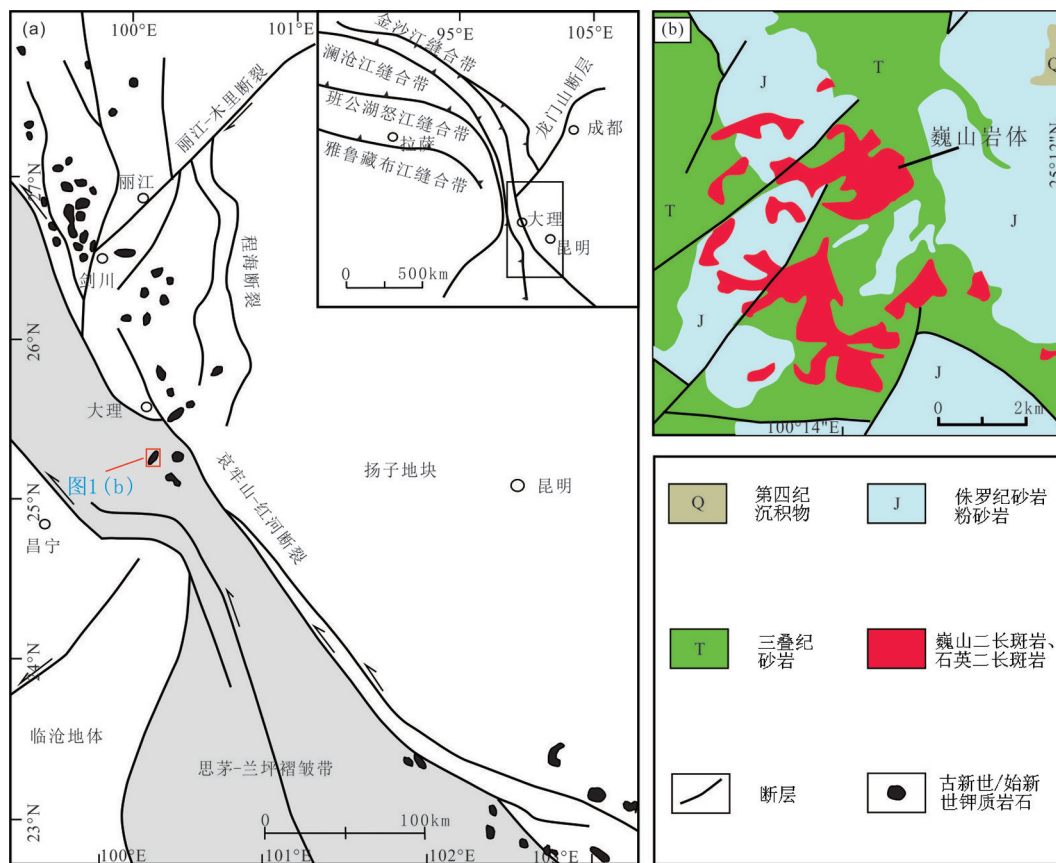 (a)
100°E
101°E
丽江-木里断裂
27°N
丽江
剑川
程海断裂
26°N
大理
图1(b)
25°N
昌宁
哀牢山-红河断裂
扬子地块
昆明
24°N
临沧地体
思茅-兰坪褶皱带
23°N
0
100km
100°E
101°E
102°E
103°E
95°E
105°E
金沙江缝合带
澜沧江缝合带
班公湖怒江缝合带
拉萨
雅鲁藏布江缝合带
龙门山断层
成都
大理
昆明
0
500km
(b)
Q
J
T
巍山岩体
25°12"N
T
J
J
J
0
2km
100°14"E
Q
第四纪
沉积物
J
侏罗纪砂岩
粉砂岩
T
三叠纪
砂岩
巍山二长斑岩、
石英二长斑岩
断层
古新世/始新
世钾质岩石